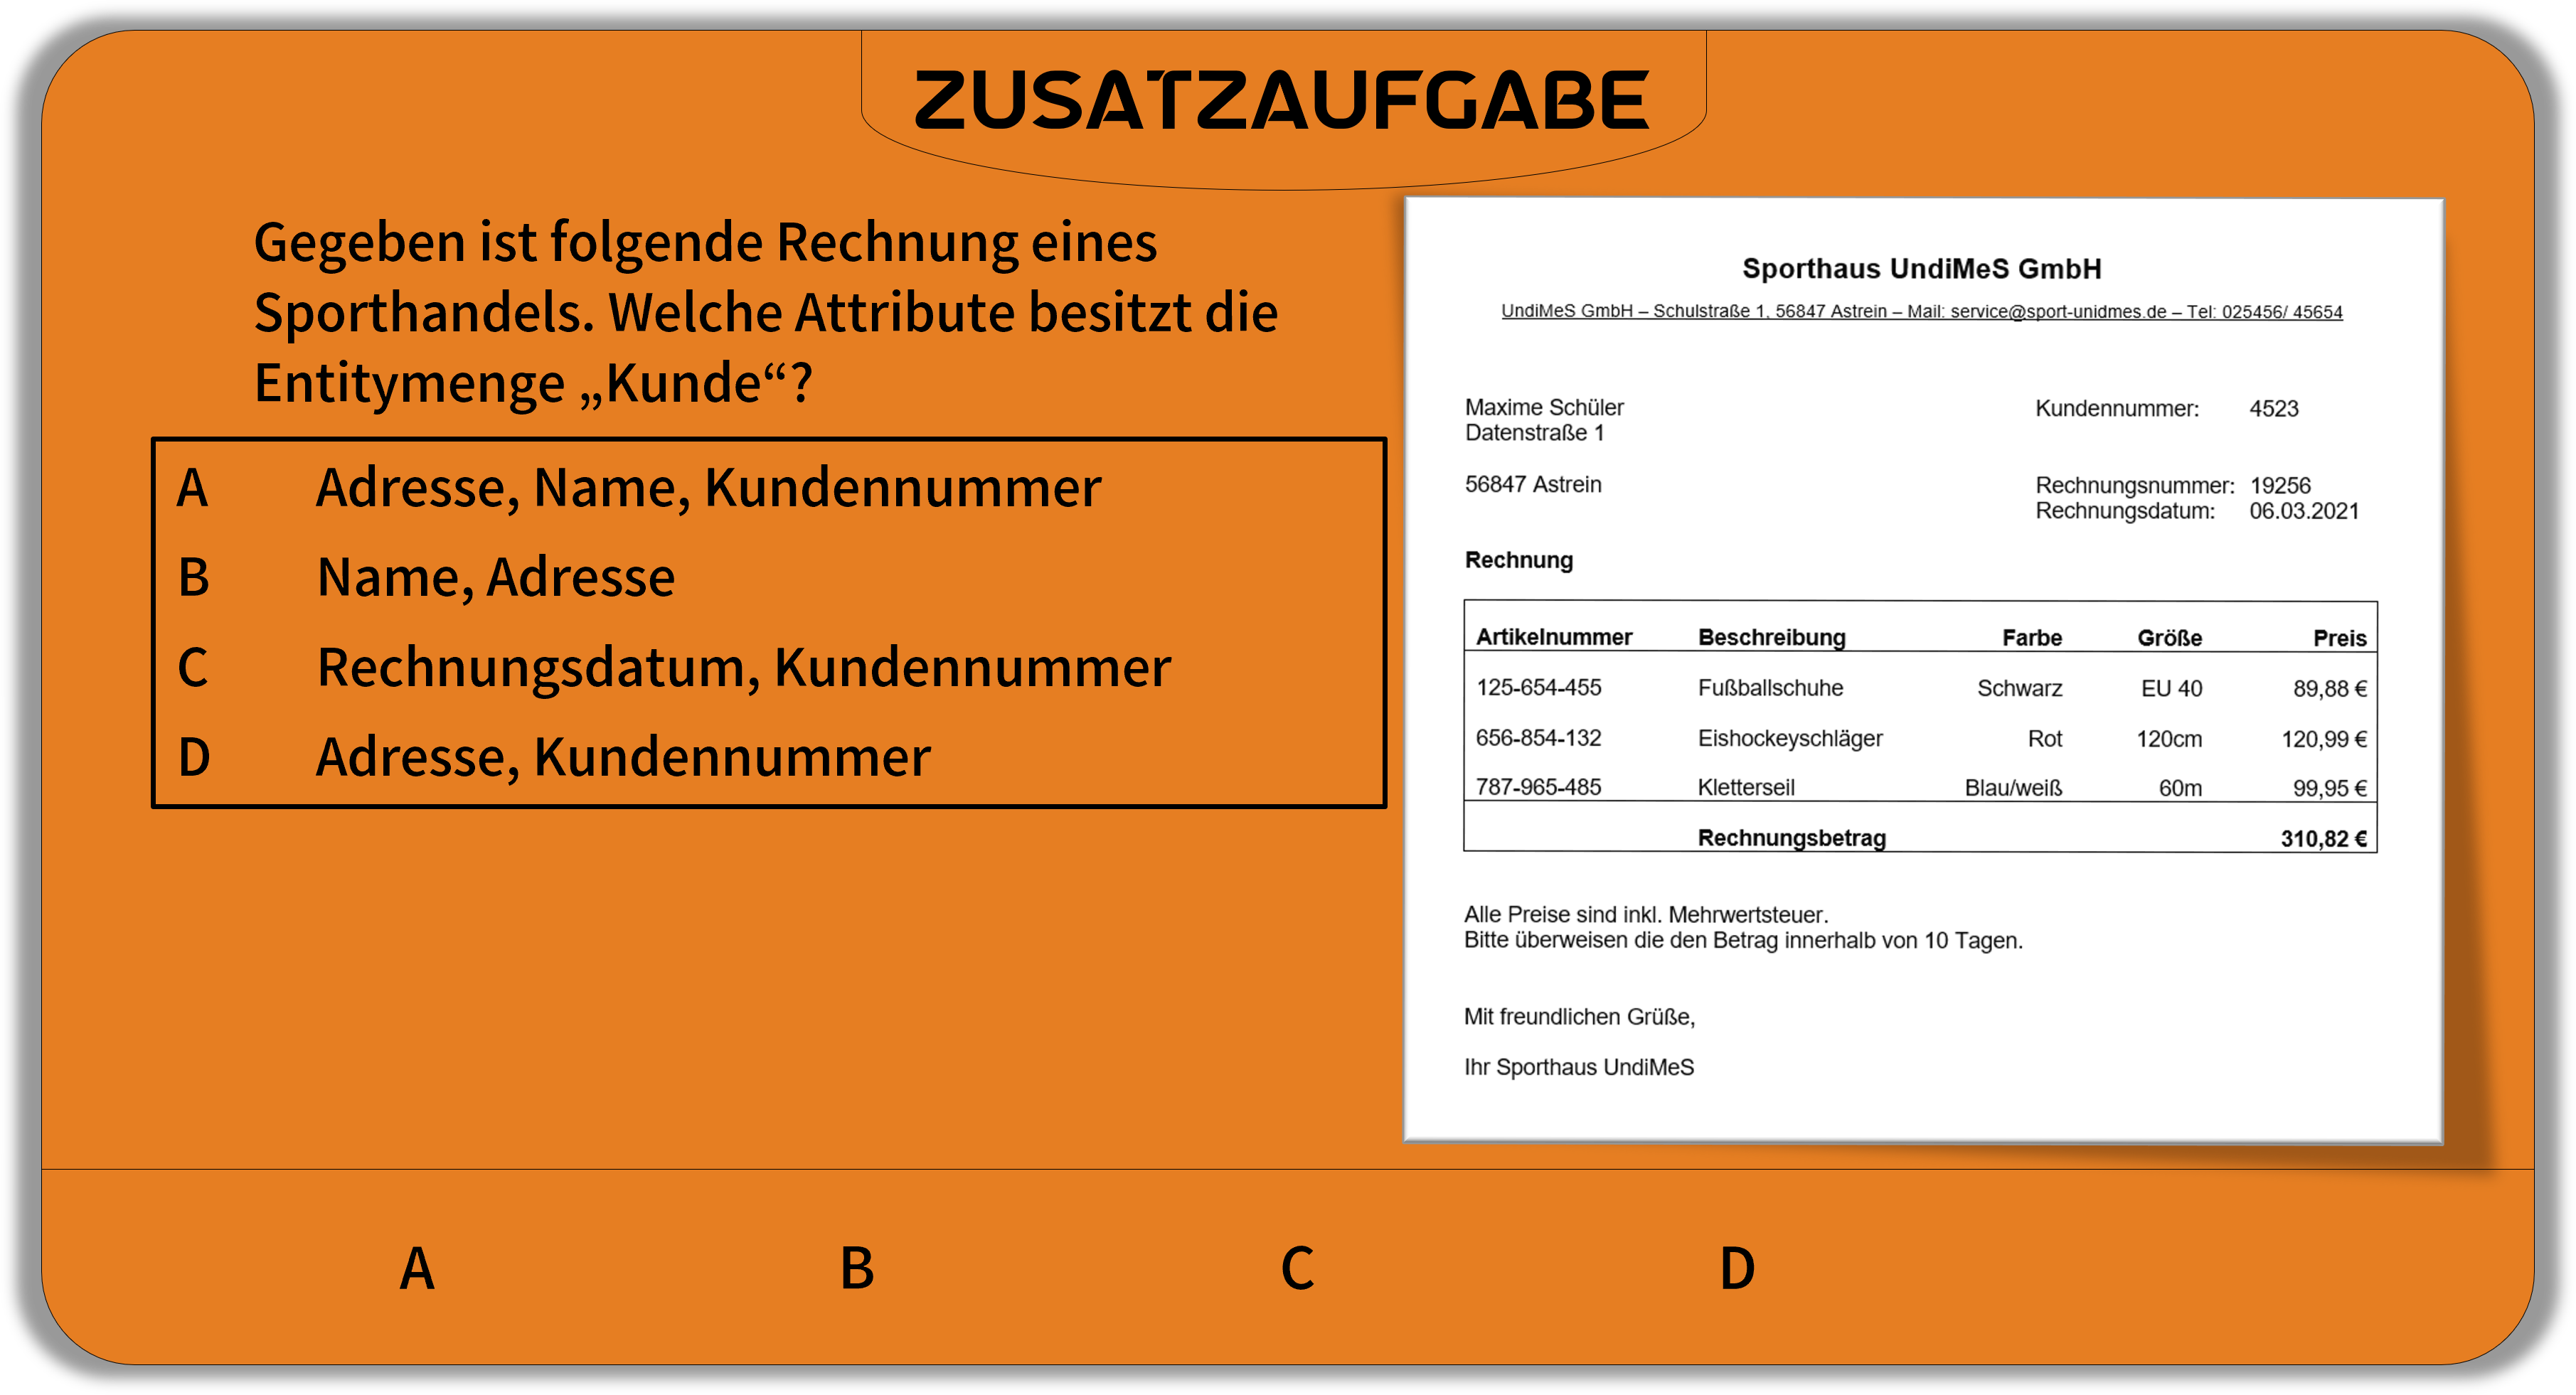 ZUSATZAUFGABE
Gegeben ist folgende Rechnung eines
Sporthandels. Welche Attribute besitzt die
Entitymenge „Kunde“?
A Adresse, Name, Kundennummer
B Name, Adresse
C Rechnungsdatum, Kundennummer
D Adresse, Kundennummer
Sporthaus UndiMeS GmbH
UndiMeS GmbH – Schulstraße 1, 56847 Astrein – Mail: service@sport-unidmes.de – Tel: 025456/ 45654
Maxime Schüler Kundennummer: 4523
Datenstraße 1
56847 Astrein Rechnungsnummer: 19256
Rechnungsdatum: 06.03.2021
Rechnung
Artikelnummer Beschreibung Farbe Größe Preis
125-654-455 Fußballschuhe Schwarz EU 40 89,88 €
656-854-132 Eishockeyschläger Rot 120cm 120,99 €
787-965-485 Kletterseil Blau/weiß 60m 99,95 €
Rechnungsbetrag 310,82 €
Alle Preise sind inkl. Mehrwertsteuer.
Bitte überweisen die den Betrag innerhalb von 10 Tagen.
Mit freundlichen Grüße,
Ihr Sporthaus UndiMeS
A B C D